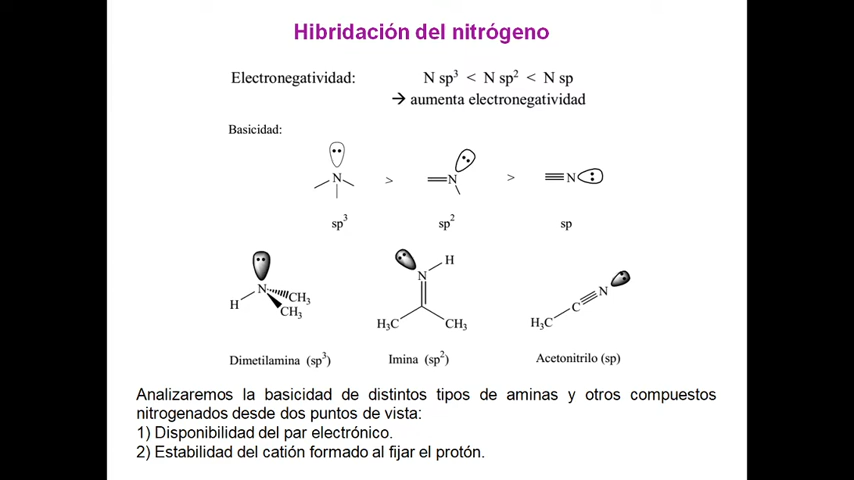 Hibridación del nitrógeno
Electronegatividad: N sp³ < N sp² < N sp
→ aumenta electronegatividad
Basicidad:
N > N > N
sp³ sp² sp
H N CH₃ CH₃
N H H₃C CH₃
H₃C C N
Dimetilamina (sp³) Imina (sp²) Acetonitrilo (sp)
Analizaremos la basicidad de distintos tipos de aminas y otros compuestos
nitrogenados desde dos puntos de vista:
1) Disponibilidad del par electrónico.
2) Estabilidad del catión formado al fijar el protón.